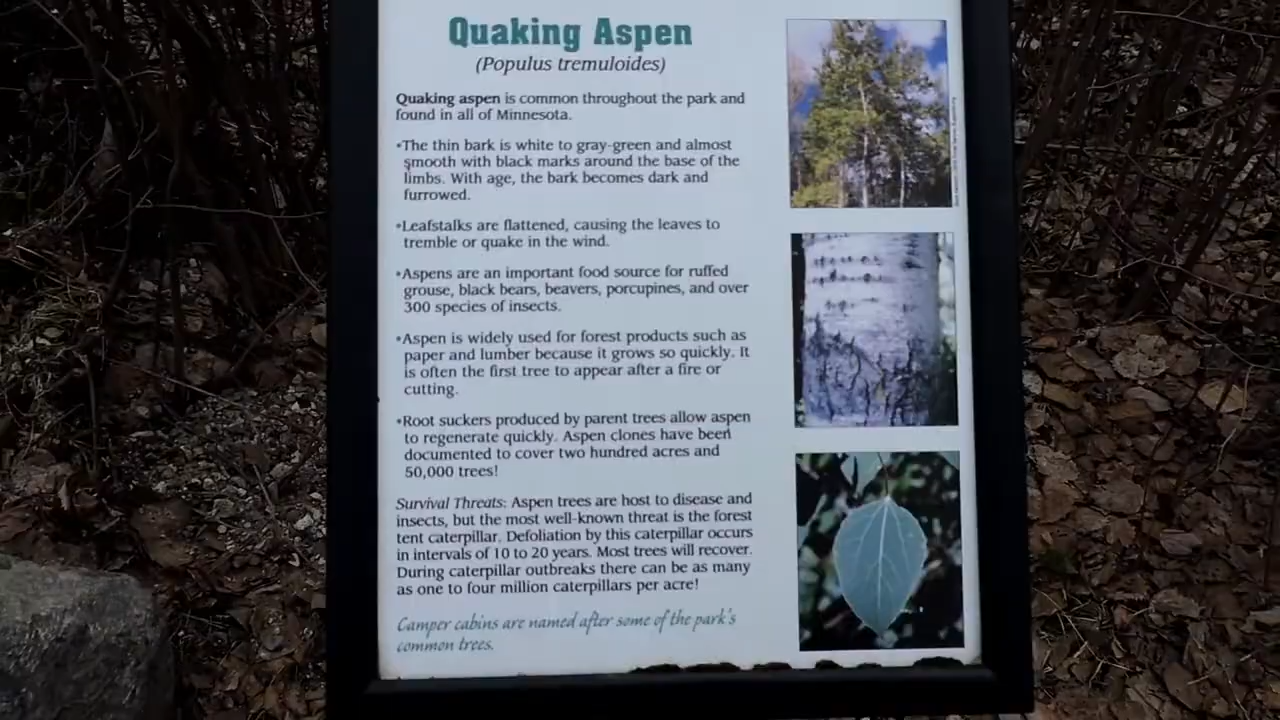 Quaking Aspen
(Populus tremuloides)
Quaking aspen is common throughout the park and
found in all of Minnesota.
•The thin bark is white to gray-green and almost
smooth with black marks around the base of the
limbs. With age, the bark becomes dark and
furrowed.
•Leafstalks are flattened, causing the leaves to
tremble or quake in the wind.
•Aspens are an important food source for ruffed
grouse, black bears, beavers, porcupines, and over
300 species of insects.
•Aspen is widely used for forest products such as
paper and lumber because it grows so quickly. It
is often the first tree to appear after a fire or
cutting.
•Root suckers produced by parent trees allow aspen
to regenerate quickly. Aspen clones have been
documented to cover two hundred acres and
50,000 trees!
Survival Threats: Aspen trees are host to disease and
insects, but the most well-known threat is the forest
tent caterpillar. Defoliation by this caterpillar occurs
in intervals of 10 to 20 years. Most trees will recover.
During caterpillar outbreaks there can be as many
as one to four million caterpillars per acre!
Camper cabins are named after some of the park's
common trees.